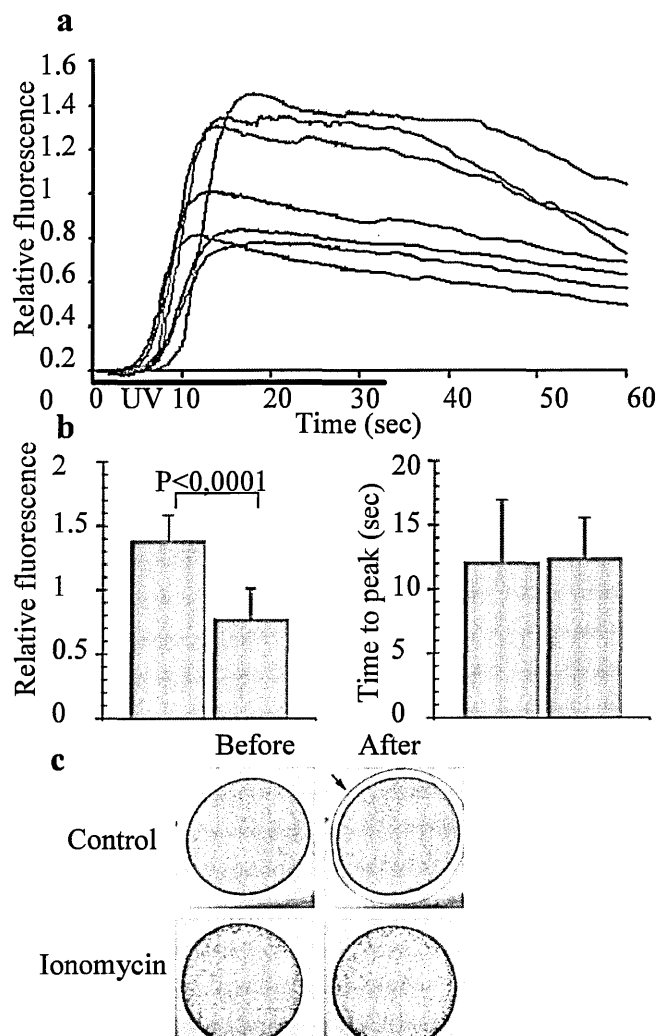 a
Relative fluorescence
1.6
1.4
1.2
1
0.8
0.6
0.4
0.2
0
0 UV 10 20 40 50 60
Time (sec)
b
Relative fluorescence
2
1.5
1
0.5
0
P<0,0001
Time to peak (sec)
20
15
10
5
0
Before After
c
Control
Ionomycin